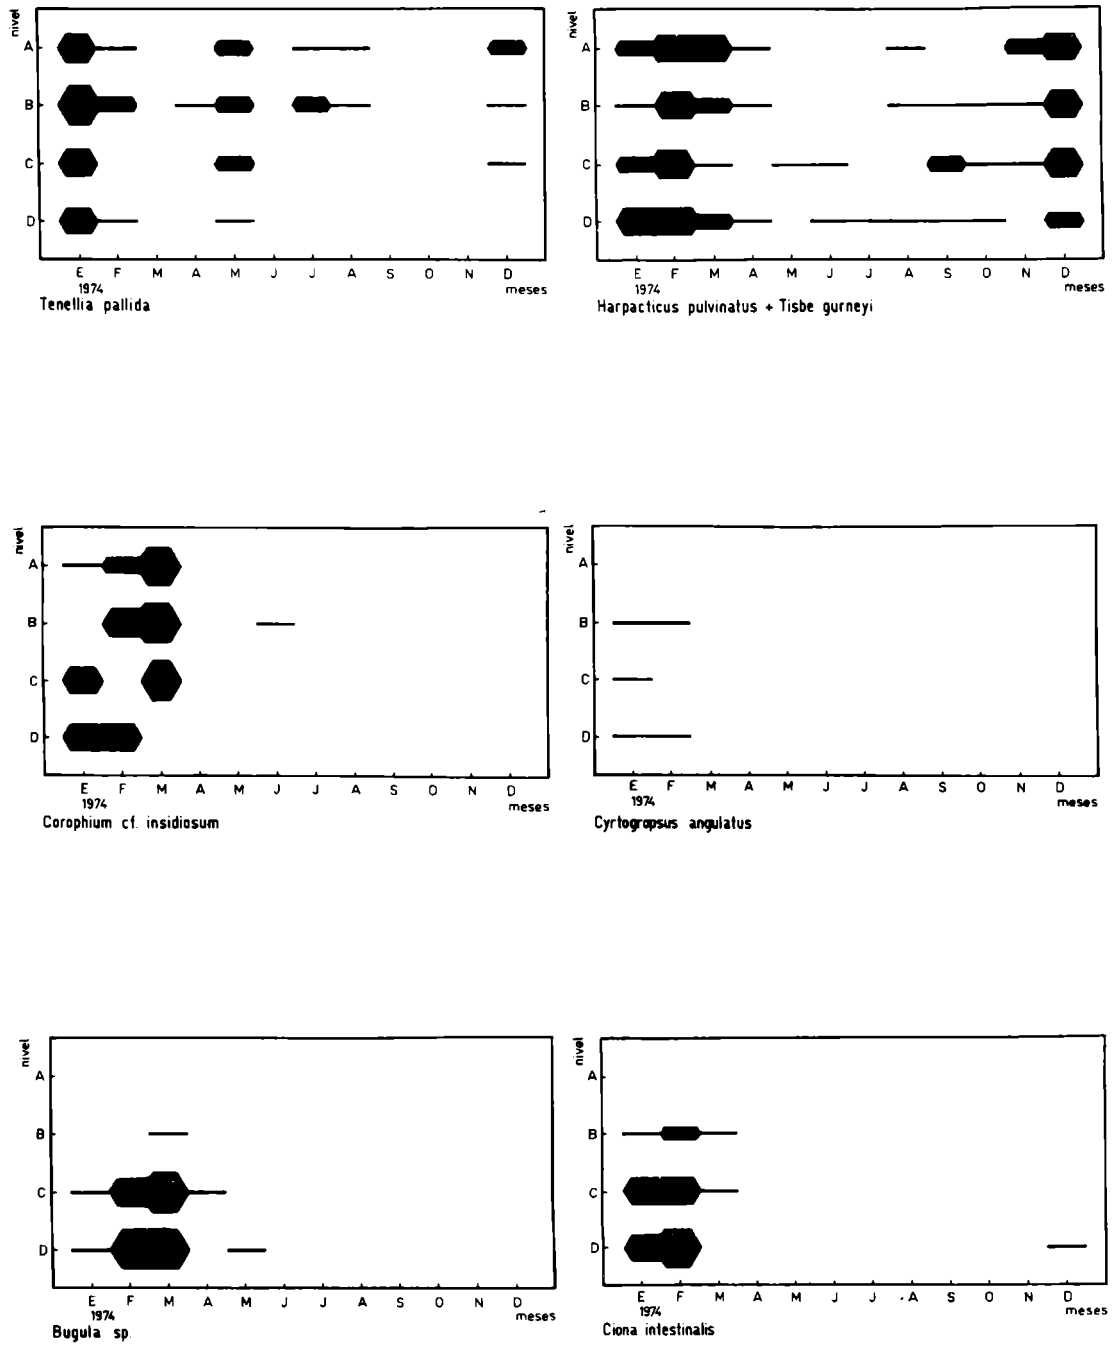 nivel
A
B
C
D
E F M A M J J A S O N D
1974 meses
Tenellia pallida
nivel
A
B
C
D
E F M A M J J A S O N D
1974 meses
Harpacticus pulvinatus + Tisbe gurneyi
nivel
A
B
C
D
E F M A M J J A S O N D
1974 meses
Corophium cf. insidiosum
nivel
A
B
C
D
E F M A M J J A S O N D
1974 meses
Cyrtograpsus angulatus
nivel
A
B
C
D
E F M A M J J A S O N D
1974 meses
Bugula sp.
nivel
A
B
C
D
E F M A M J J A S O N D
1974 meses
Ciona intestinalis